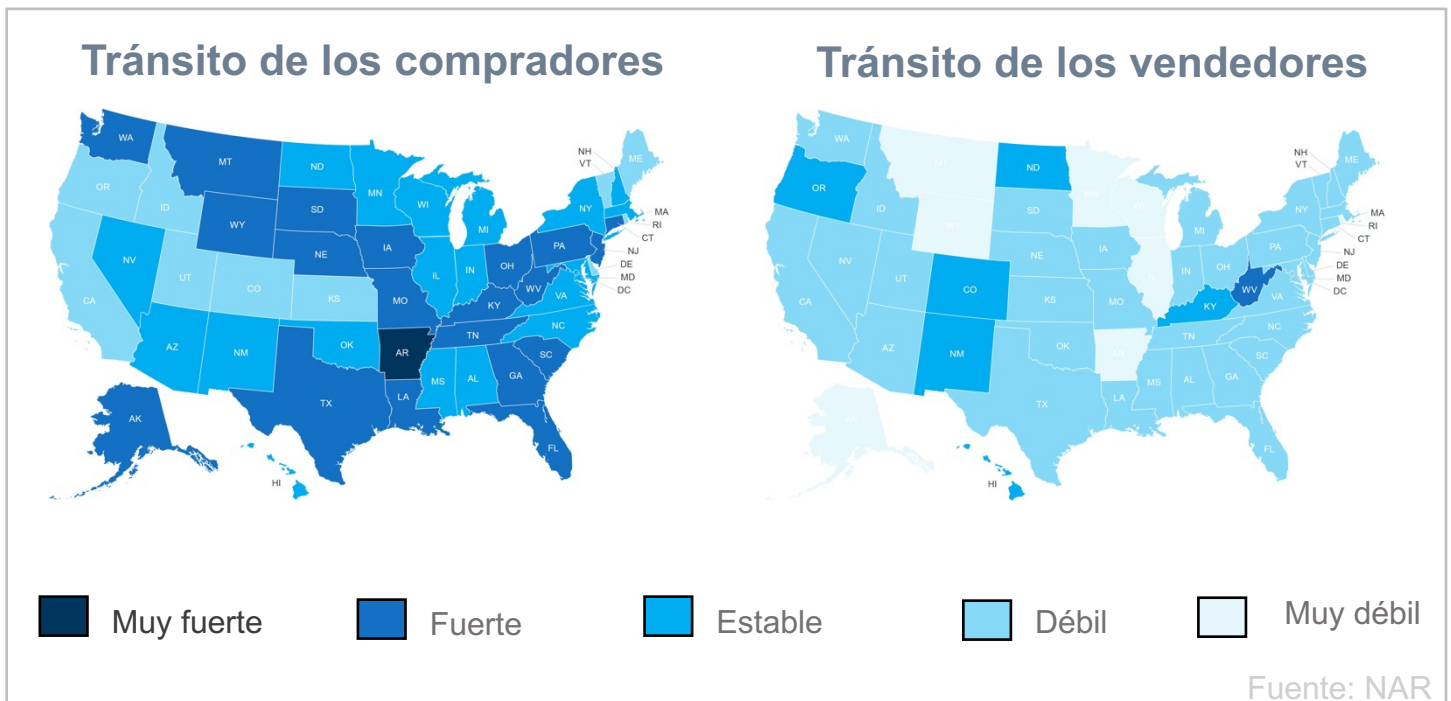 Tránsito de los compradores
WA
MT
ND
MN
OR
ID
WY
SD
WI
MI
NY
NH
VT
ME
MA
RI
CT
NJ
DE
MD
DC
NV
UT
CO
NE
IA
IL
IN
OH
PA
WV
VA
CA
KS
MO
KY
NC
AZ
NM
OK
AR
TN
SC
TX
LA
MS
AL
GA
AK
FL
HI
Tránsito de los vendedores
WA
MT
ND
OR
ID
WY
SD
WI
MI
NY
NH
VT
ME
MA
RI
CT
NJ
DE
MD
DC
NV
UT
CO
NE
IA
IN
OH
PA
WV
VA
CA
KS
MO
KY
NC
AZ
NM
OK
AR
TN
SC
TX
LA
MS
AL
GA
FL
HI
Muy fuerte
Fuerte
Estable
Débil
Muy débil
Fuente: NAR